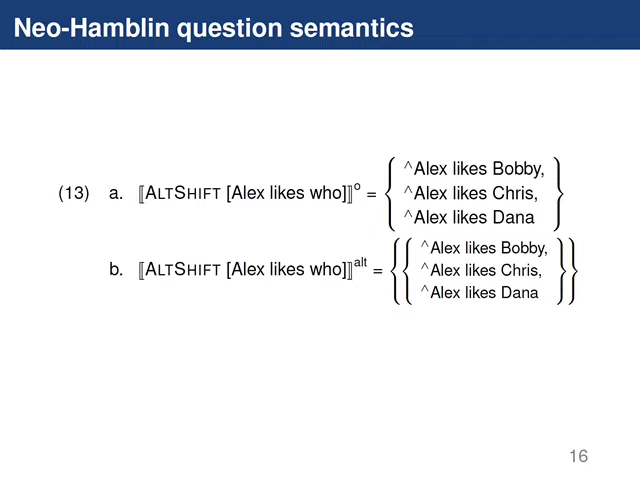 Neo-Hamblin question semantics
(13) a. ⟦ALTSHIFT [Alex likes who]⟧ᵒ = { ^Alex likes Bobby,
^Alex likes Chris,
^Alex likes Dana }
b. ⟦ALTSHIFT [Alex likes who]⟧ᵃˡᵗ = {{ ^Alex likes Bobby,
^Alex likes Chris,
^Alex likes Dana }}
16